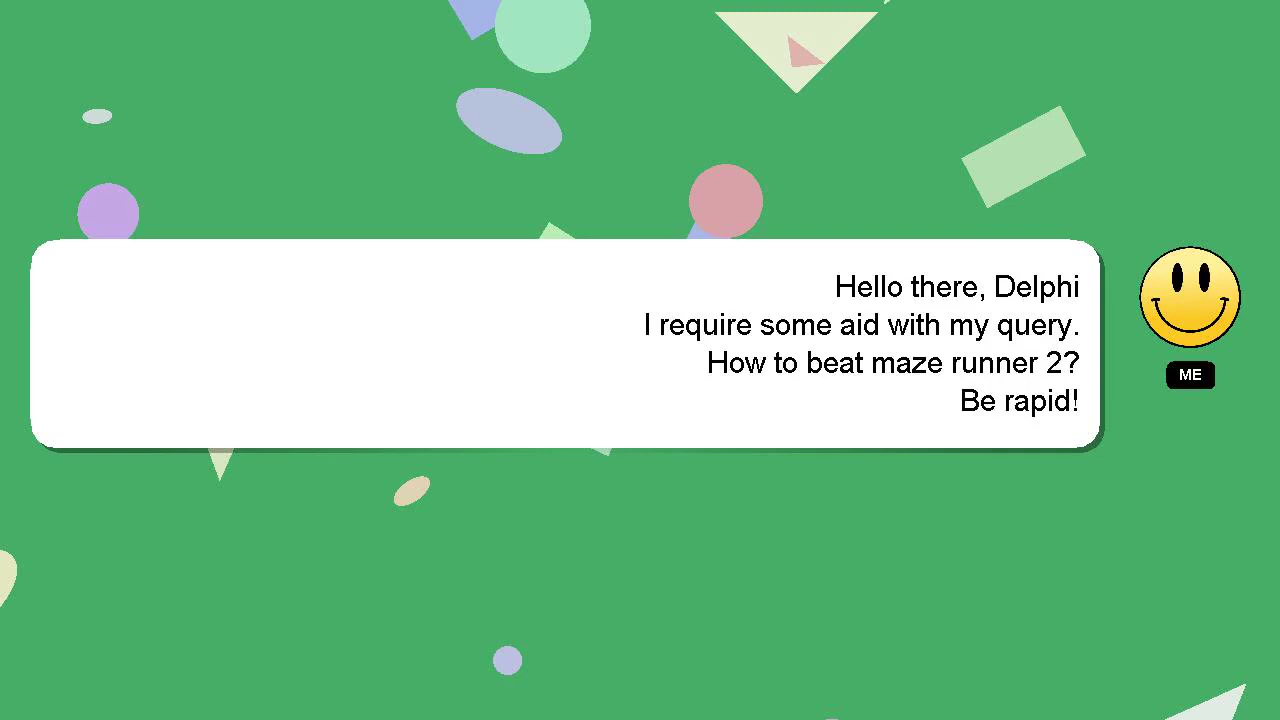 Hello there, Delphi
I require some aid with my query.
How to beat maze runner 2?
Be rapid!
ME